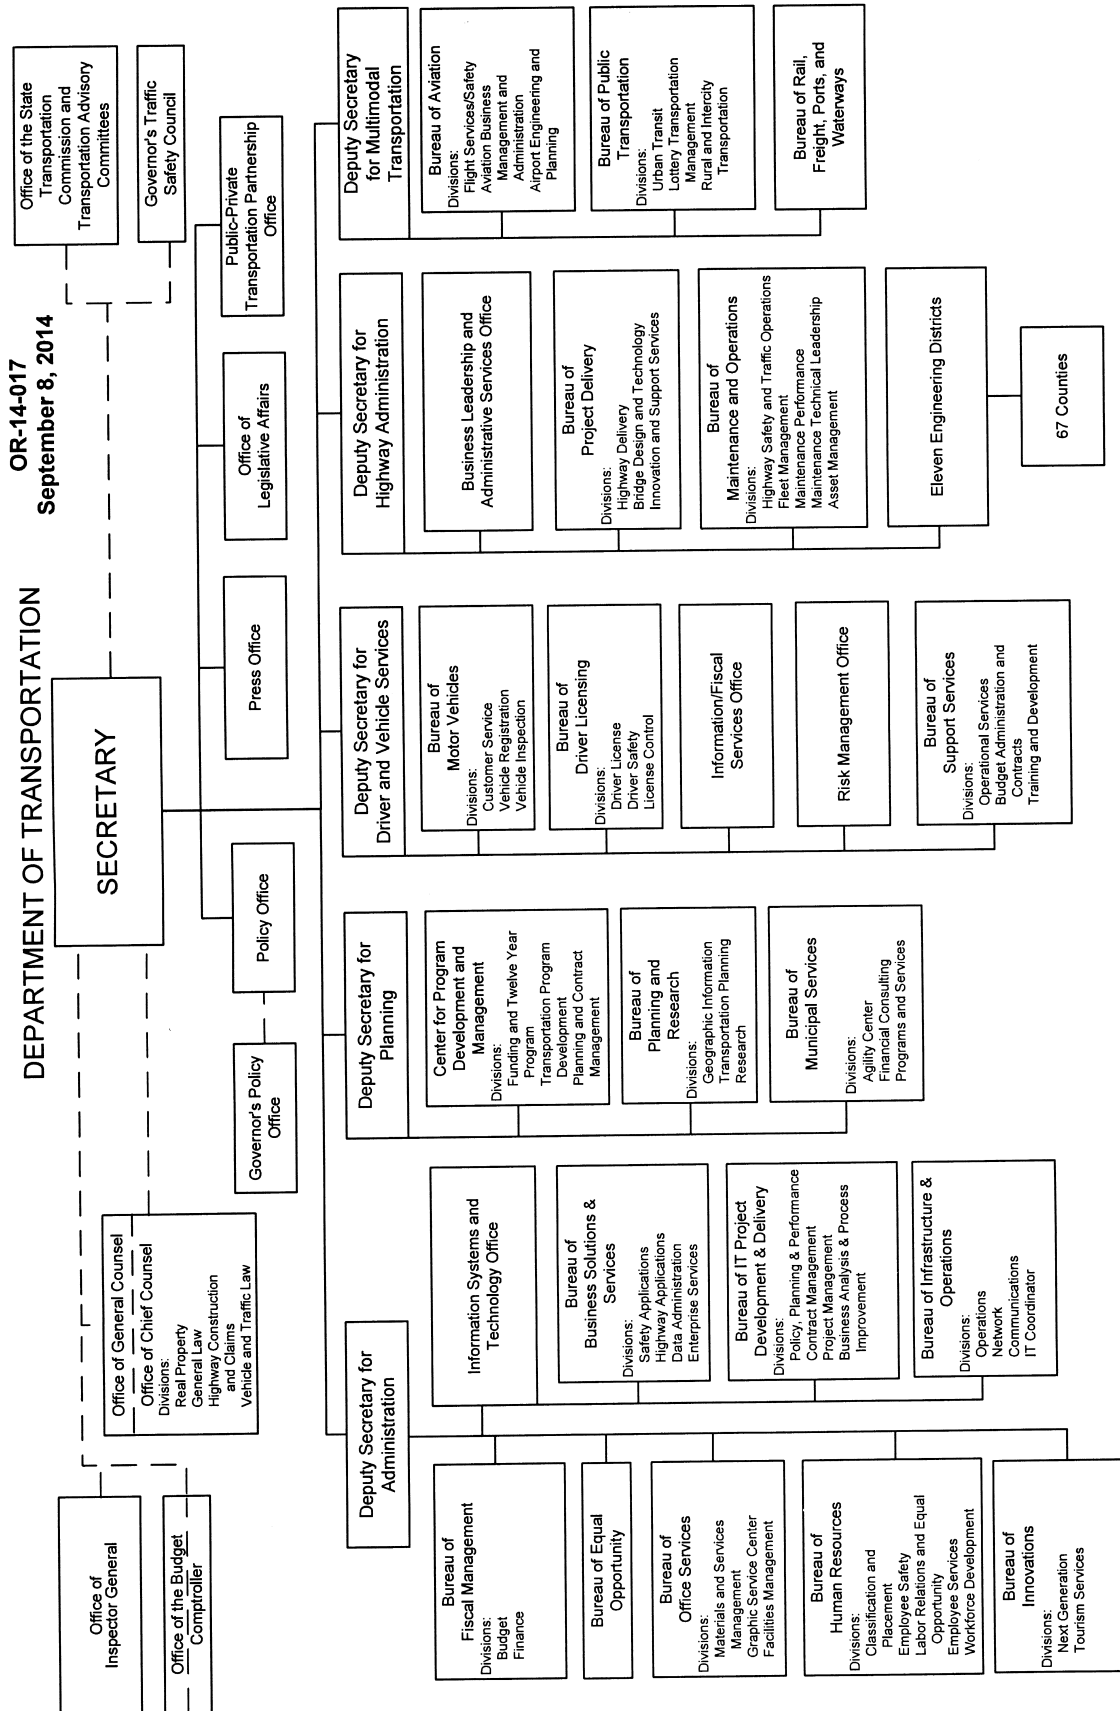 DEPARTMENT OF TRANSPORTATION
OR-14-017
September 8, 2014
SECRETARY
Office of
Inspector General
Office of the Budget
Comptroller
Office of General Counsel
Office of Chief Counsel
Divisions:
Real Property
General Law
Highway Construction
and Claims
Vehicle and Traffic Law
Office of the State
Transportation
Commission and
Transportation Advisory
Committees
Governor's Traffic
Safety Council
Governor's Policy
Office
Policy Office
Press Office
Office of
Legislative Affairs
Public-Private
Transportation Partnership
Office
Deputy Secretary for
Administration
Bureau of
Fiscal Management
Divisions:
Budget
Finance
Bureau of Equal
Opportunity
Bureau of
Office Services
Divisions:
Materials and Services
Management
Graphic Service Center
Facilities Management
Bureau of
Human Resources
Divisions:
Classification and
Placement
Employee Safety
Labor Relations and Equal
Opportunity
Employee Services
Workforce Development
Bureau of
Innovations
Divisions:
Next Generation
Tourism Services
Information Systems and
Technology Office
Bureau of
Business Solutions &
Services
Divisions:
Safety Applications
Highway Applications
Data Administration
Enterprise Services
Bureau of IT Project
Development & Delivery
Divisions:
Policy, Planning & Performance
Contract Management
Project Management
Business Analysis & Process
Improvement
Bureau of Infrastructure &
Operations
Divisions:
Operations
Network
Communications
IT Coordinator
Deputy Secretary for
Planning
Center for Program
Development and
Management
Divisions:
Funding and Twelve Year
Program
Transportation Program
Development
Planning and Contract
Management
Bureau of
Planning and
Research
Divisions:
Geographic Information
Transportation Planning
Research
Bureau of
Municipal Services
Divisions:
Agility Center
Financial Consulting
Programs and Services
Deputy Secretary for
Driver and Vehicle Services
Bureau of
Motor Vehicles
Divisions:
Customer Service
Vehicle Registration
Vehicle Inspection
Bureau of
Driver Licensing
Divisions:
Driver License
Driver Safety
License Control
Information/Fiscal
Services Office
Risk Management Office
Bureau of
Support Services
Divisions:
Operational Services
Budget Administration and
Contracts
Training and Development
Deputy Secretary for
Highway Administration
Business Leadership and
Administrative Services Office
Bureau of
Project Delivery
Divisions:
Highway Delivery
Bridge Design and Technology
Innovation and Support Services
Bureau of
Maintenance and Operations
Divisions:
Highway Safety and Traffic Operations
Fleet Management
Maintenance Performance
Maintenance Technical Leadership
Asset Management
Eleven Engineering Districts
67 Counties
Deputy Secretary
for Multimodal
Transportation
Bureau of Aviation
Divisions:
Flight Services/Safety
Aviation Business
Management and
Administration
Airport Engineering and
Planning
Bureau of Public
Transportation
Divisions:
Urban Transit
Lottery Transportation
Management
Rural and Intercity
Transportation
Bureau of Rail,
Freight, Ports, and
Waterways